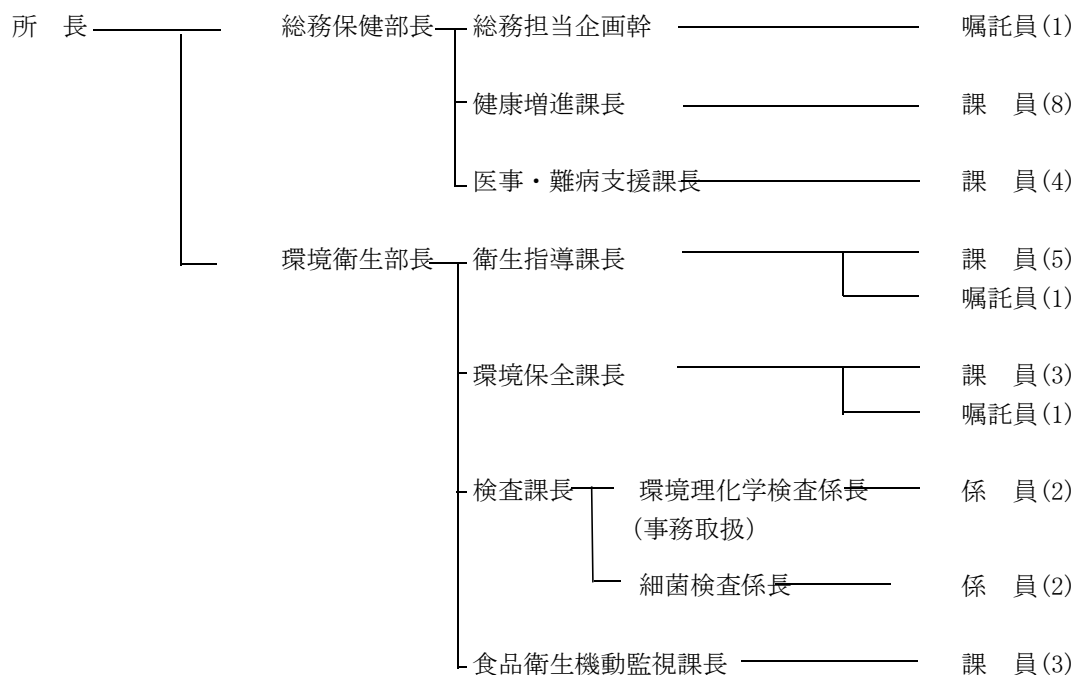 所　長 総務保健部長 総務担当企画幹 嘱託員(1)
健康増進課長 課　員(8)
医事・難病支援課長 課　員(4)
環境衛生部長 衛生指導課長 課　員(5)
嘱託員(1)
環境保全課長 課　員(3)
嘱託員(1)
検査課長 環境理化学検査係長 係　員(2)
(事務取扱)
細菌検査係長 係　員(2)
食品衛生機動監視課長 課　員(3)